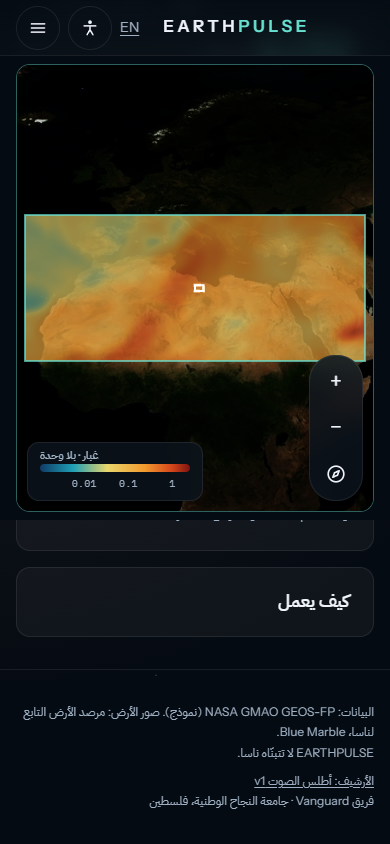 EN EARTHPULSE
غبار · بلا وحدة
0.01 0.1 1
كيف يعمل
البيانات: NASA GMAO GEOS-FP (نموذج). صور الأرض: مرصد الأرض التابع
لناسا، Blue Marble.
EARTHPULSE لا تتبنّاه ناسا.
الأرشيف: أطلس الصوت v1
فريق Vanguard · جامعة النجاح الوطنية، فلسطين